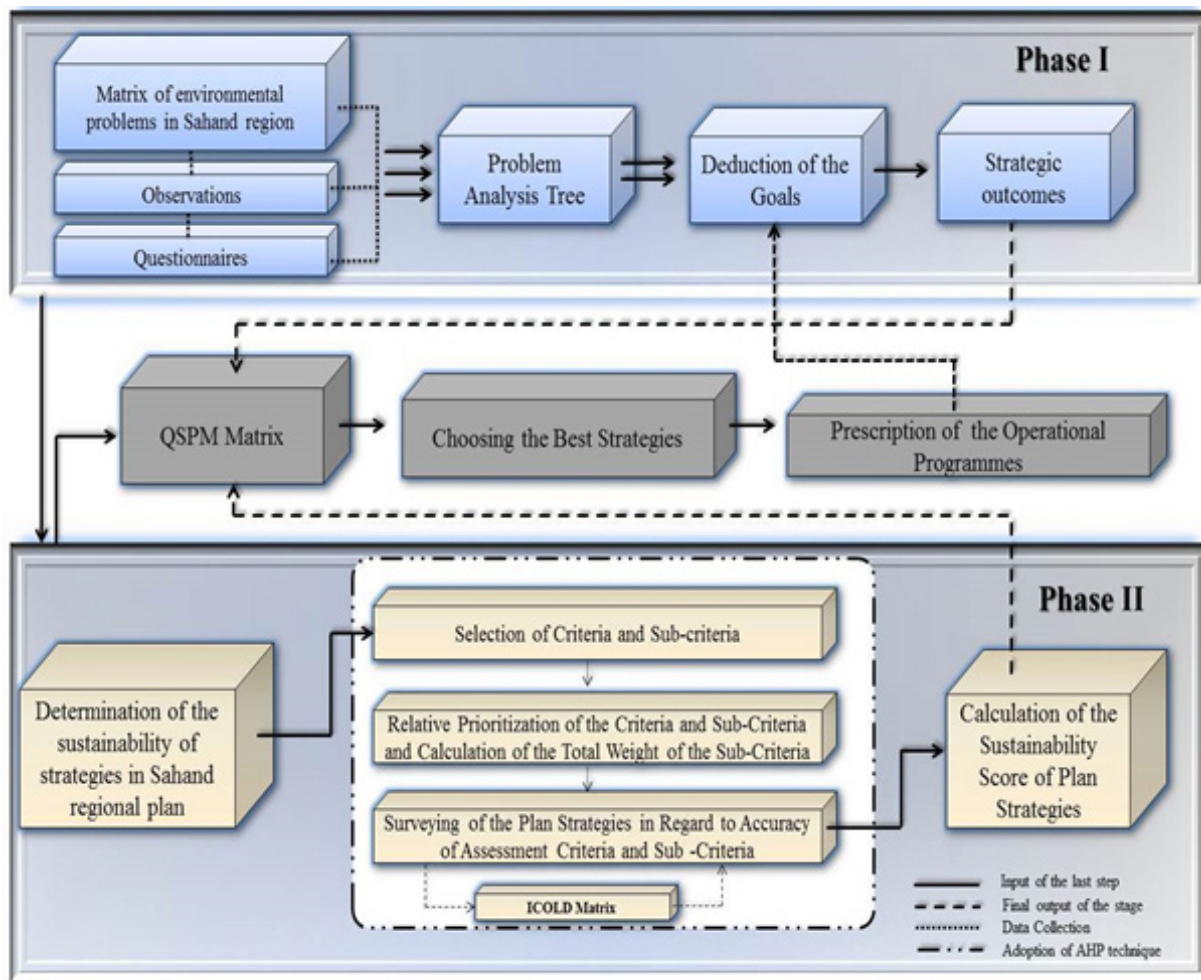 Phase I
Matrix of environmental
problems in Sahand region
Observations
Questionnaires
Problem
Analysis Tree
Deduction of the
Goals
Strategic
outcomes
QSPM Matrix
Choosing the Best Strategies
Prescription of the Operational
Programmes
Phase II
Determination of the
sustainability of
strategies in Sahand
regional plan
Selection of Criteria and Sub-criteria
Relative Prioritization of the Criteria and Sub-Criteria
and Calculation of the Total Weight of the Sub-Criteria
Surveying of the Plan Strategies in Regard to Accuracy
of Assessment Criteria and Sub -Criteria
ICOLD Matrix
Calculation of the
Sustainability
Score of Plan
Strategies
Input of the last step
Final output of the stage
Data Collection
Adoption of AHP technique